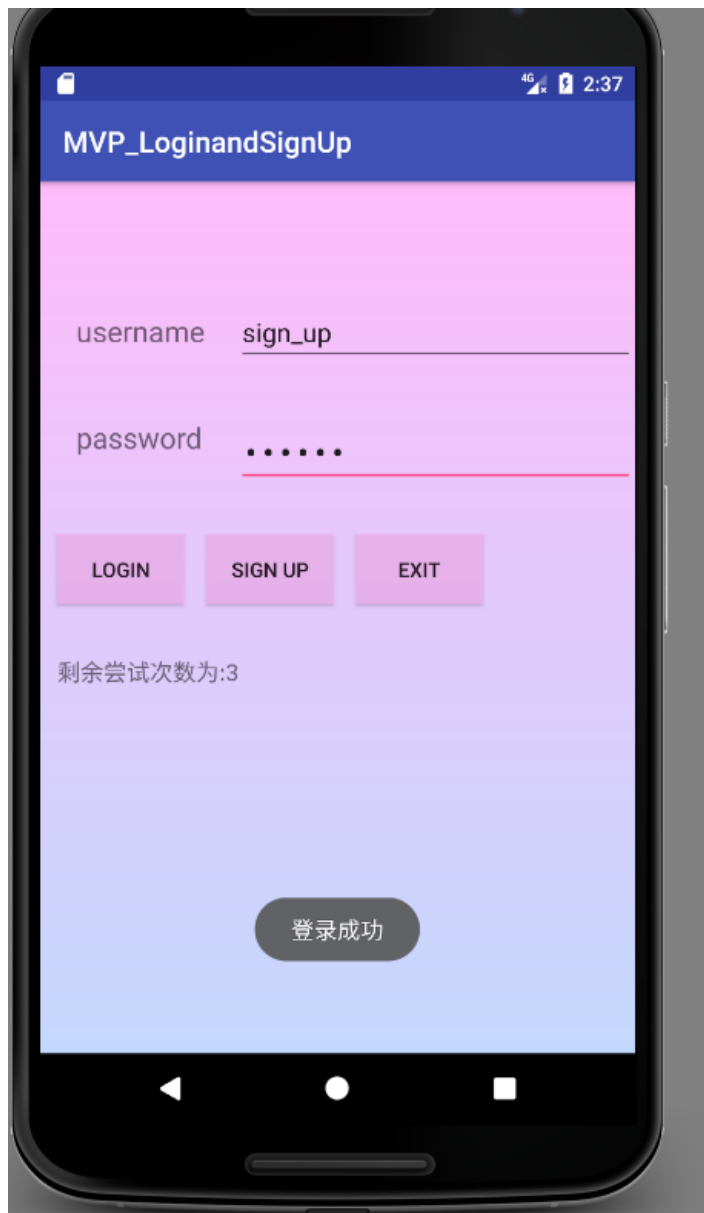 4G 2:37
MVP_LoginandSignUp
username sign_up
password ••••••
LOGIN SIGN UP EXIT
剩余尝试次数为:3
登录成功